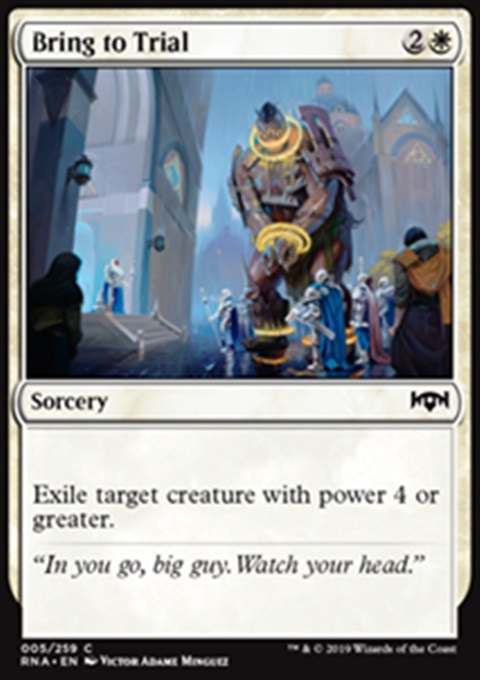 Bring to Trial 2
Sorcery
Exile target creature with power 4 or
greater.
“In you go, big guy. Watch your head.”
005/259 C
RNA • EN Victor Adame Minguez
™ & © 2019 Wizards of the Coast